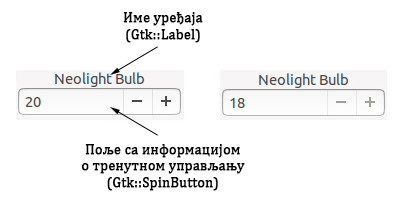 Име уређаја
(Gtk::Label)
Neolight Bulb
20 − +
Neolight Bulb
18 − +
Поље са информацијом
о тренутном управљању
(Gtk::SpinButton)